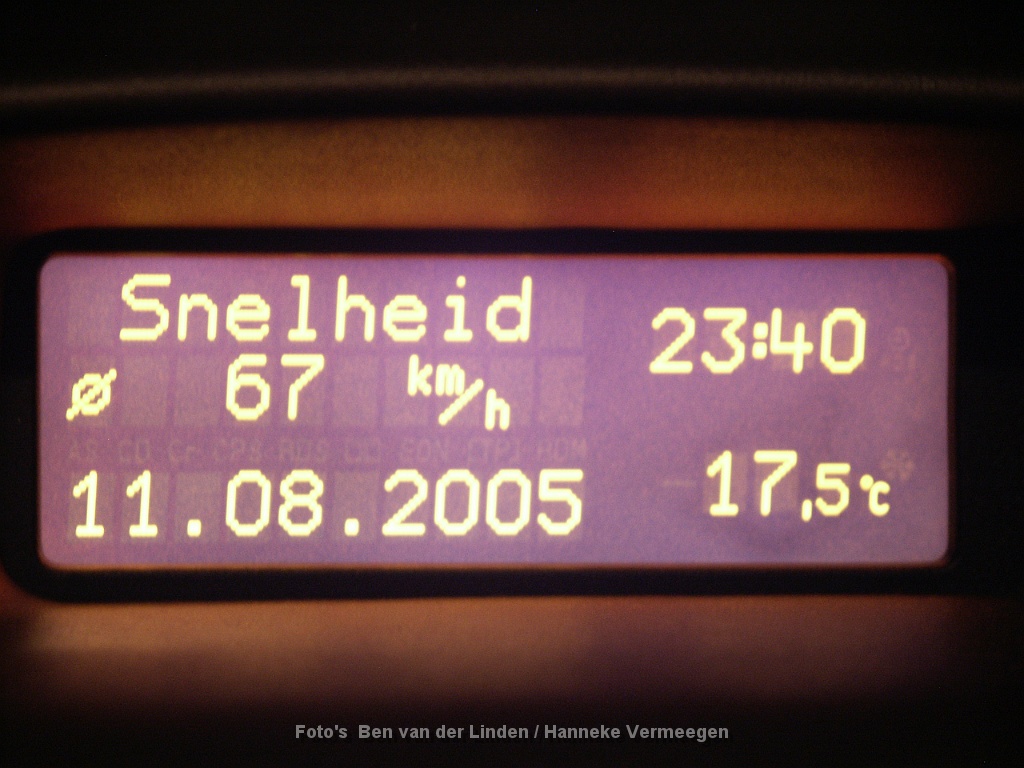 Snelheid
23:40
ø 67 km/h
11.08.2005
17,5°C
Foto's Ben van der Linden / Hanneke Vermeegen